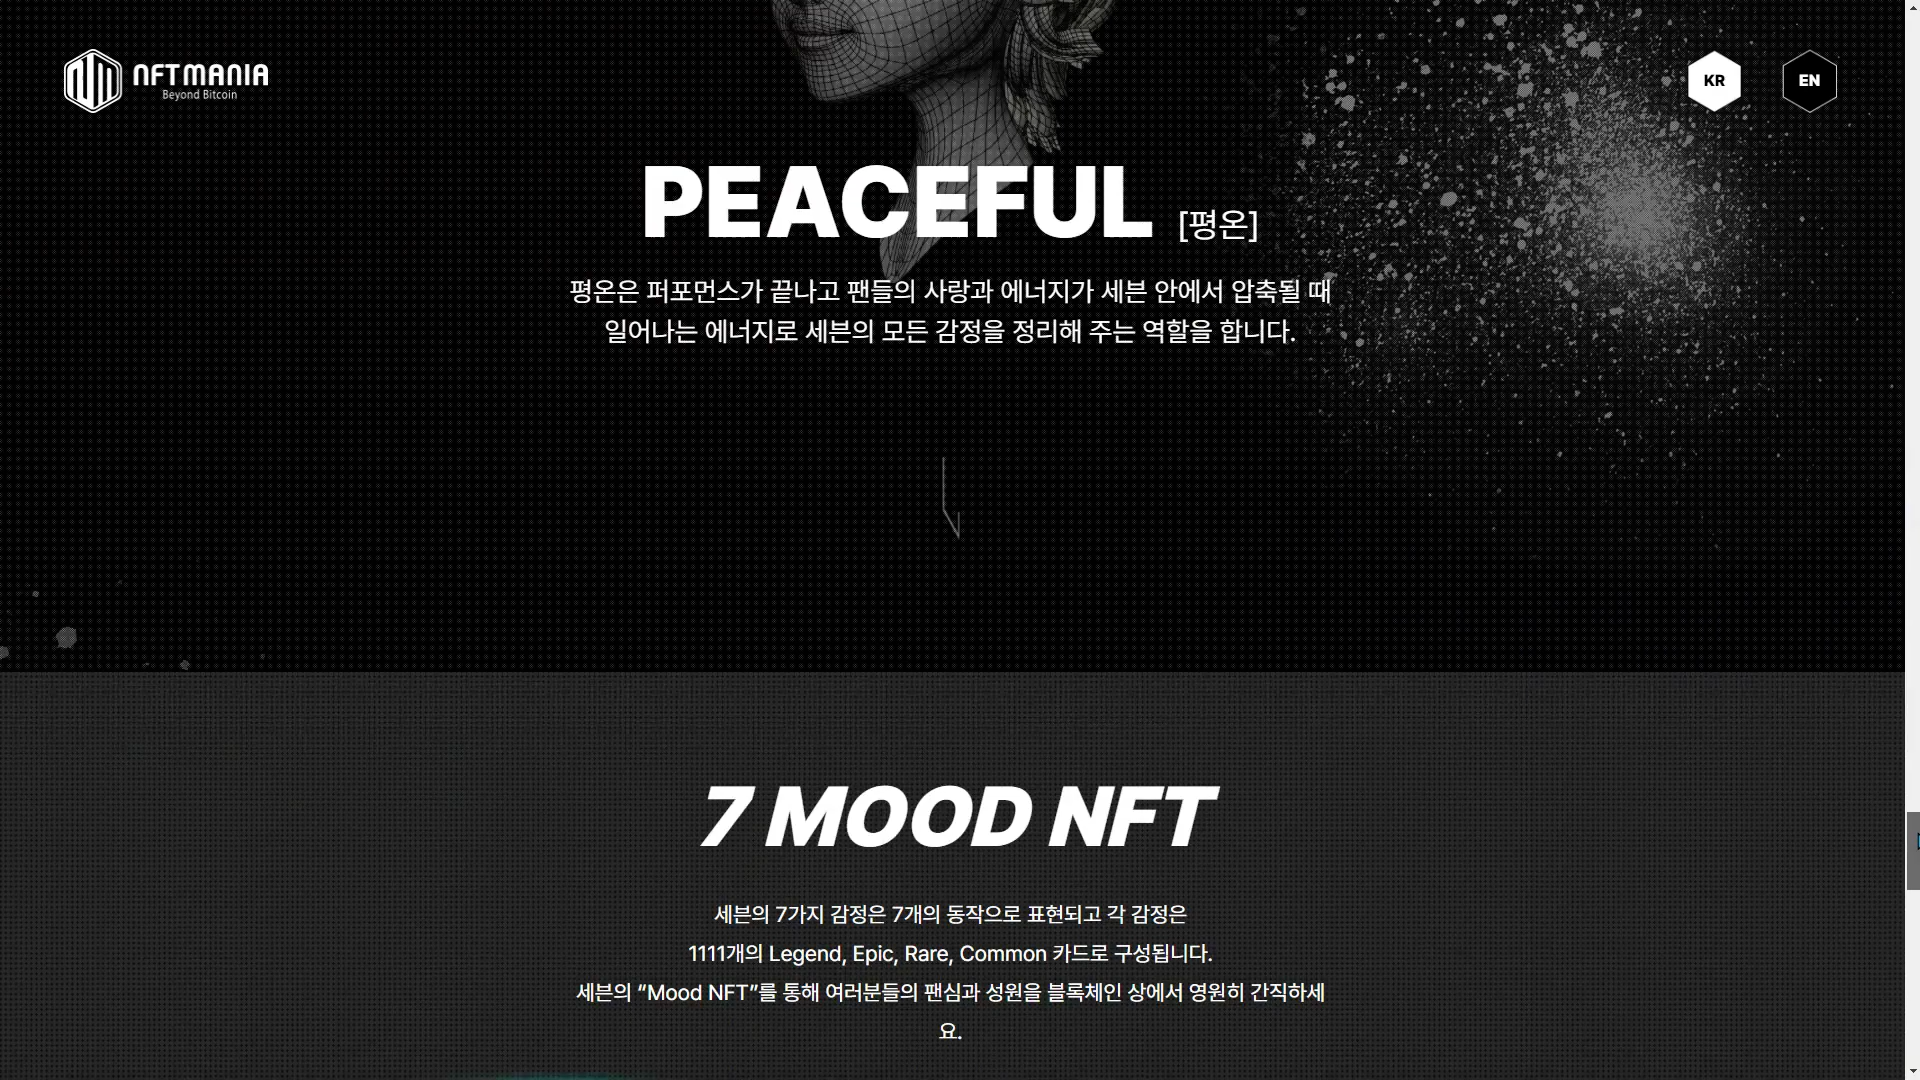 NFTMANIA
Beyond Bitcoin
KR
EN
PEACEFUL [평온]
평온은 퍼포먼스가 끝나고 팬들의 사랑과 에너지가 세븐 안에서 압축될 때
일어나는 에너지로 세븐의 모든 감정을 정리해 주는 역할을 합니다.
7 MOOD NFT
세븐의 7가지 감정은 7개의 동작으로 표현되고 각 감정은
1111개의 Legend, Epic, Rare, Common 카드로 구성됩니다.
세븐의 “Mood NFT”를 통해 여러분들의 팬심과 성원을 블록체인 상에서 영원히 간직하세
요.